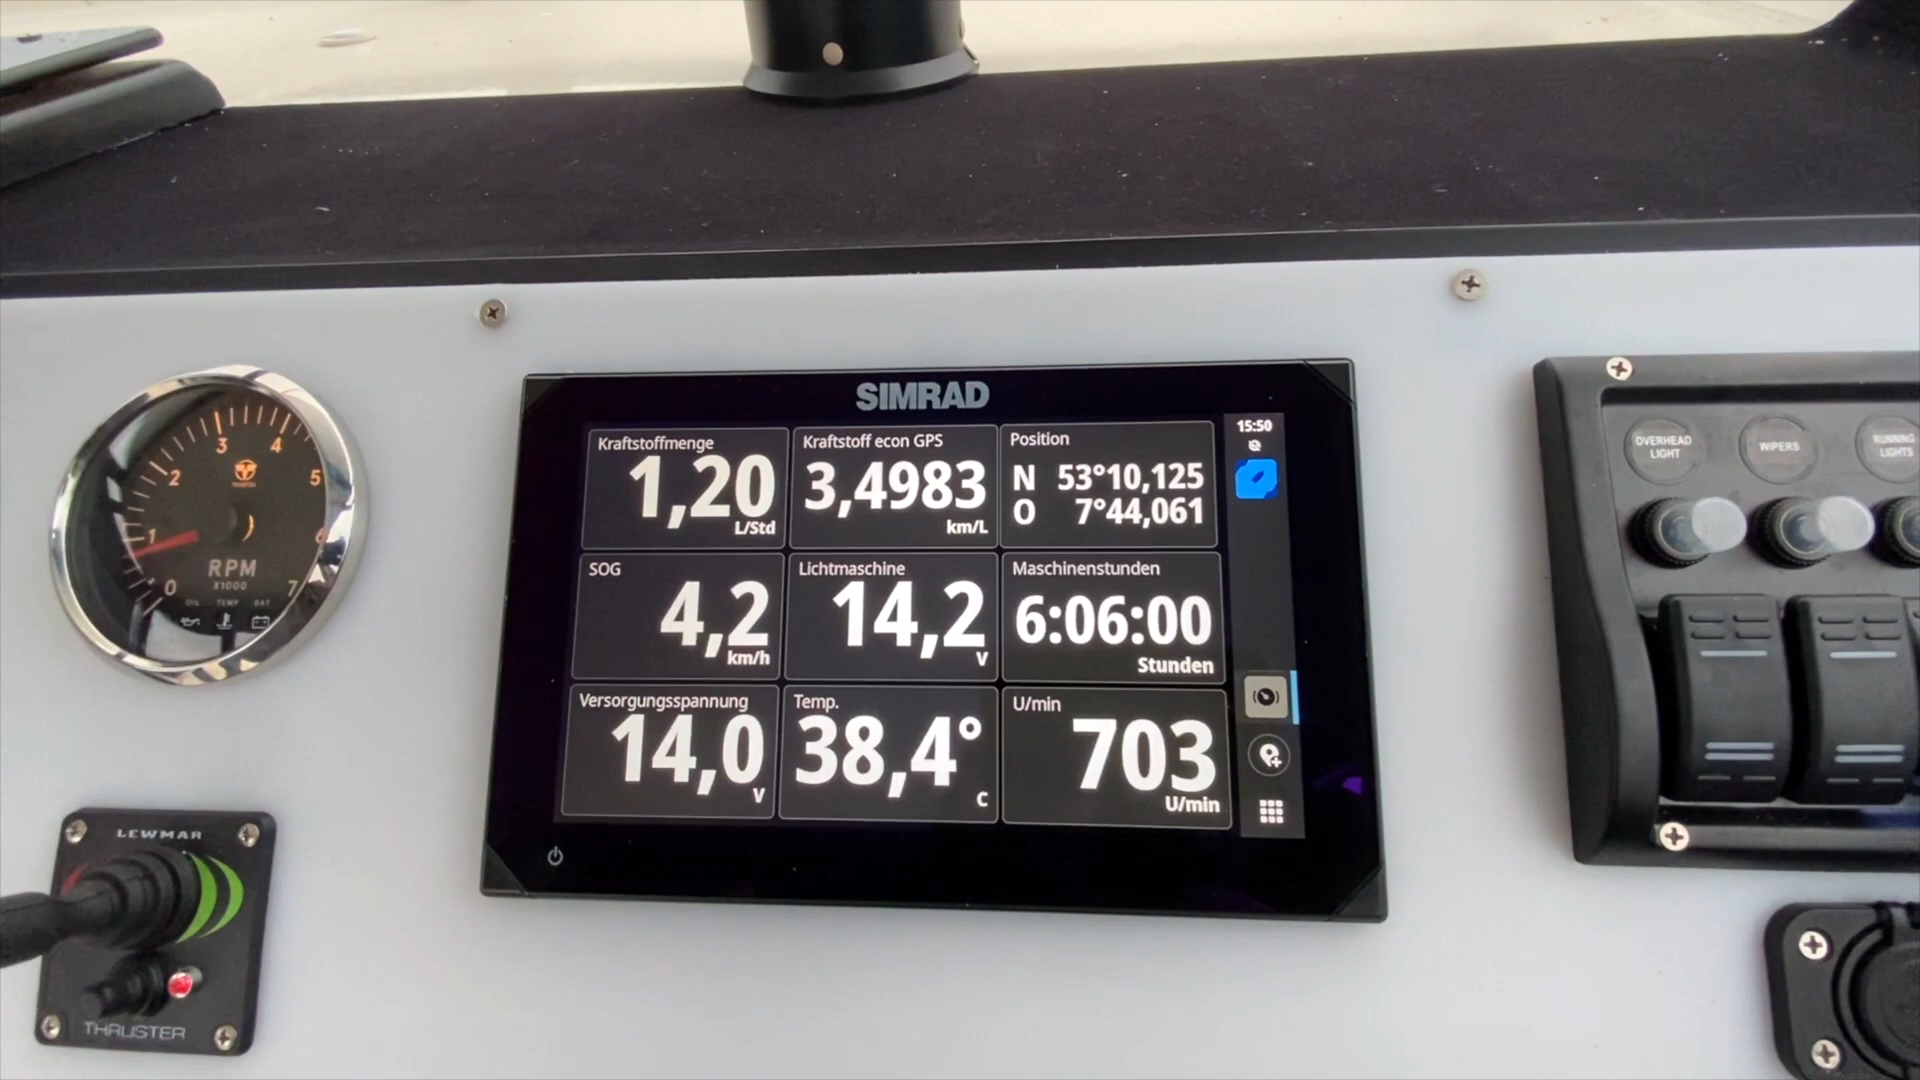 SIMRAD
15:50
Kraftstoffmenge
1,20
L/Std
Kraftstoff econ GPS
3,4983
km/L
Position
N 53°10,125
O 7°44,061
SOG
4,2
km/h
Lichtmaschine
14,2
V
Maschinenstunden
6:06:00
Stunden
Versorgungsspannung
14,0
V
Temp.
38,4°
C
U/min
703
U/min
0
1
2
3
4
5
6
7
RPM
X1000
OIL TEMP BAT
LEWMAR
THRUSTER
OVERHEAD
LIGHT
WIPERS
RUNNING
LIGHTS